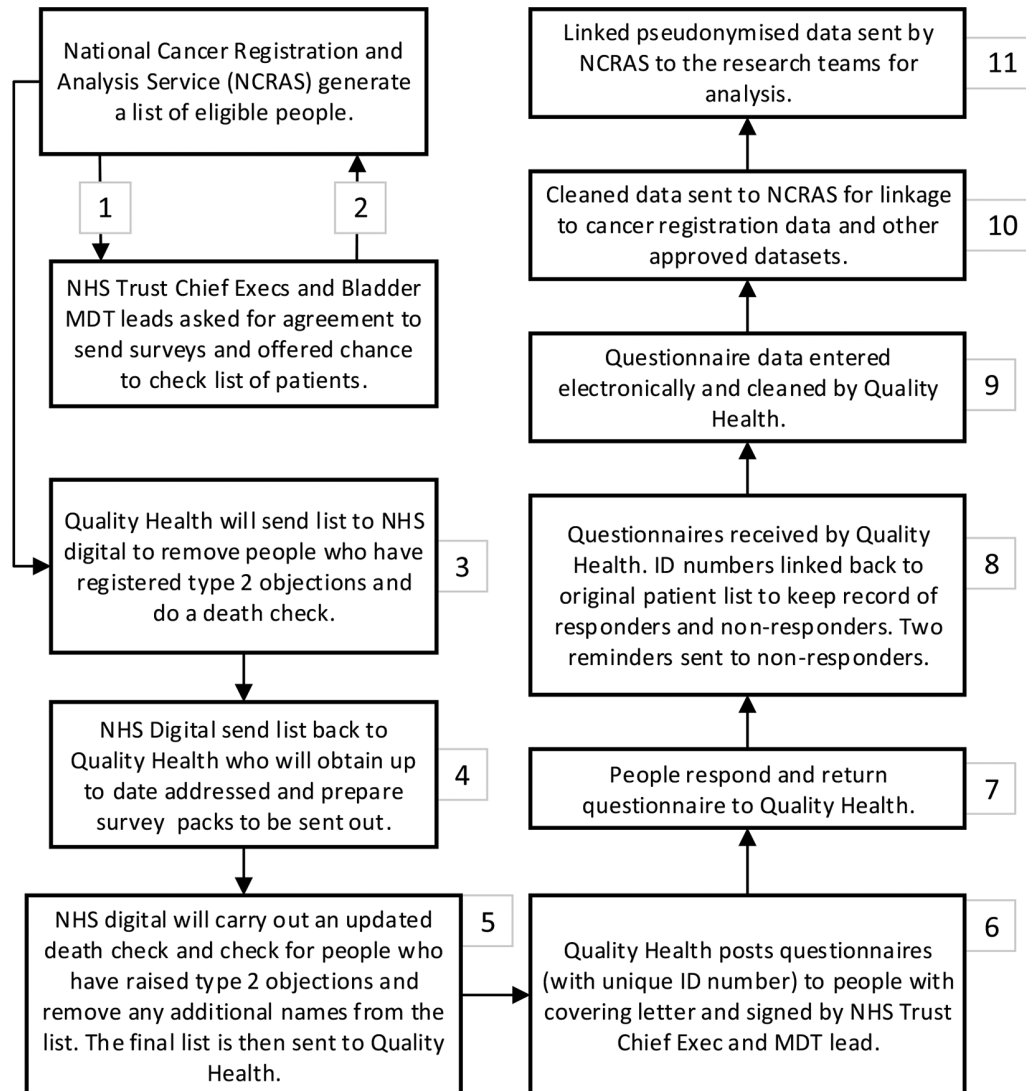 National Cancer Registration and
Analysis Service (NCRAS) generate
a list of eligible people.
1
2
NHS Trust Chief Execs and Bladder
MDT leads asked for agreement to
send surveys and offered chance
to check list of patients.
Quality Health will send list to NHS
digital to remove people who have
registered type 2 objections and
do a death check.
3
NHS Digital send list back to
Quality Health who will obtain up
to date addressed and prepare
survey packs to be sent out.
4
NHS digital will carry out an updated
death check and check for people who
have raised type 2 objections and
remove any additional names from the
list. The final list is then sent to Quality
Health.
5
Quality Health posts questionnaires
(with unique ID number) to people with
covering letter and signed by NHS Trust
Chief Exec and MDT lead.
6
People respond and return
questionnaire to Quality Health.
7
Questionnaires received by Quality
Health. ID numbers linked back to
original patient list to keep record of
responders and non-responders. Two
reminders sent to non-responders.
8
Questionnaire data entered
electronically and cleaned by Quality
Health.
9
Cleaned data sent to NCRAS for linkage
to cancer registration data and other
approved datasets.
10
Linked pseudonymised data sent by
NCRAS to the research teams for
analysis.
11